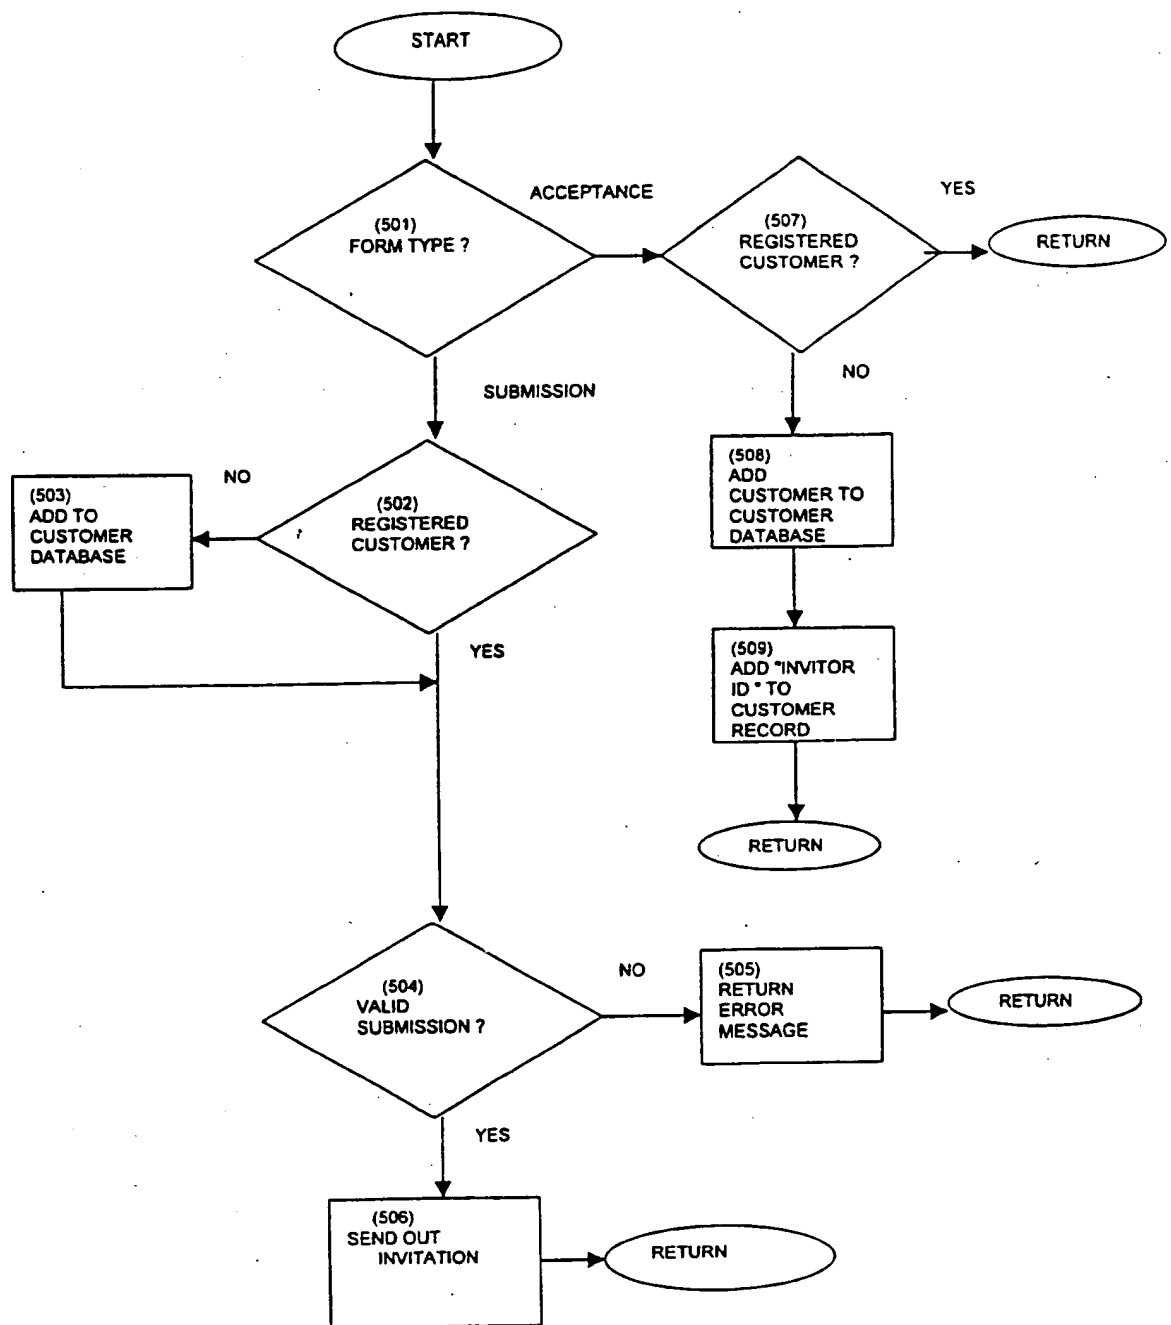 START
(501)
FORM TYPE ?
ACCEPTANCE
(507)
REGISTERED
CUSTOMER ?
YES
RETURN
SUBMISSION
NO
(508)
ADD
CUSTOMER TO
CUSTOMER
DATABASE
NO
(503)
ADD TO
CUSTOMER
DATABASE
(502)
REGISTERED
CUSTOMER ?
YES
(509)
ADD "INVITOR
ID " TO
CUSTOMER
RECORD
RETURN
(504)
VALID
SUBMISSION ?
NO
(505)
RETURN
ERROR
MESSAGE
RETURN
YES
(506)
SEND OUT
INVITATION
RETURN